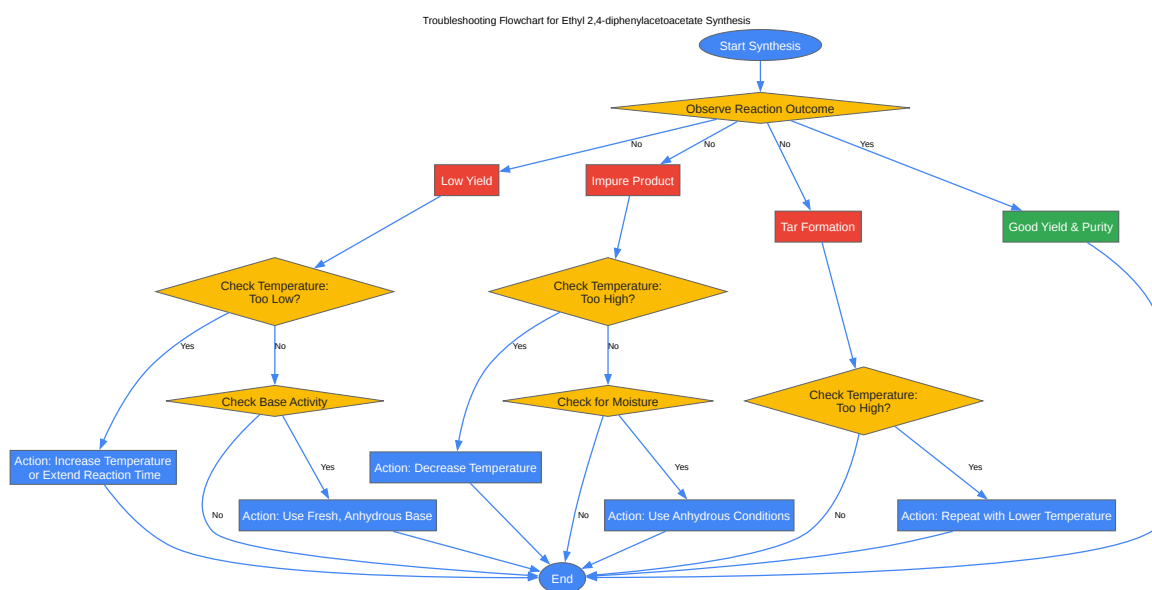 Troubleshooting Flowchart for Ethyl 2,4-diphenylacetoacetate Synthesis
Start Synthesis
Observe Reaction Outcome
No
No
No
Yes
Low Yield
Impure Product
Tar Formation
Good Yield & Purity
Check Temperature:
Too Low?
Check Temperature:
Too High?
Yes
No
Yes
No
Check Temperature:
Too High?
Check Base Activity
Check for Moisture
Action: Increase Temperature
or Extend Reaction Time
Action: Decrease Temperature
Yes
Yes
Yes
No
No
No
Action: Use Fresh, Anhydrous Base
Action: Use Anhydrous Conditions
Action: Repeat with Lower Temperature
End